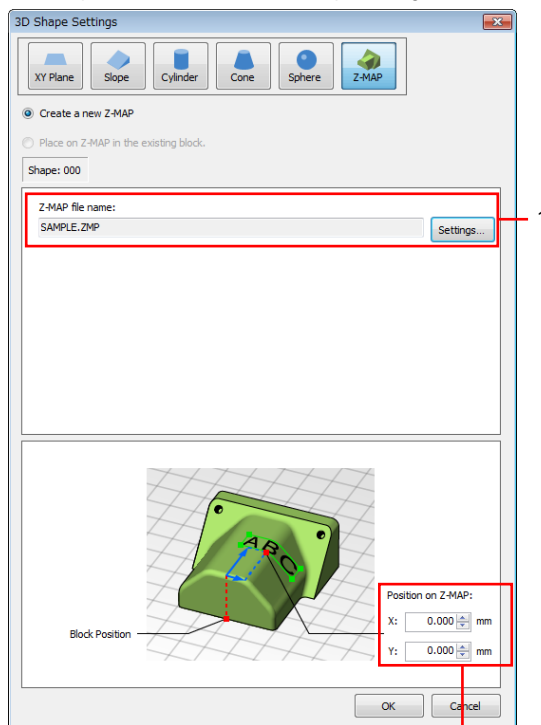 3D Shape Settings
XY Plane
Slope
Cylinder
Cone
Sphere
Z-MAP
Create a new Z-MAP
Place on Z-MAP in the existing block.
Shape: 000
Z-MAP file name:
SAMPLE.ZMP
Settings...
ABC
Block Position
Position on Z-MAP:
X: 0.000 mm
Y: 0.000 mm
OK
Cancel